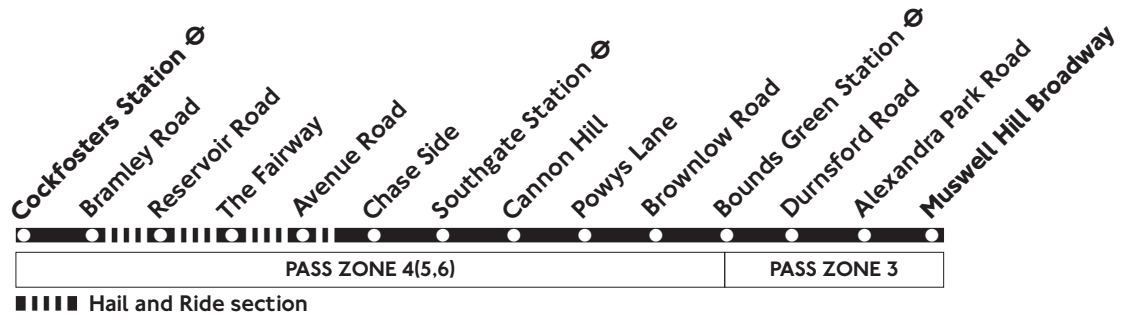 Cockfosters Station
Bramley Road
Reservoir Road
The Fairway
Avenue Road
Chase Side
Southgate Station
Cannon Hill
Powys Lane
Brownlow Road
Bounds Green Station
Durnsford Road
Alexandra Park Road
Muswell Hill Broadway
PASS ZONE 4(5,6)
PASS ZONE 3
Hail and Ride section